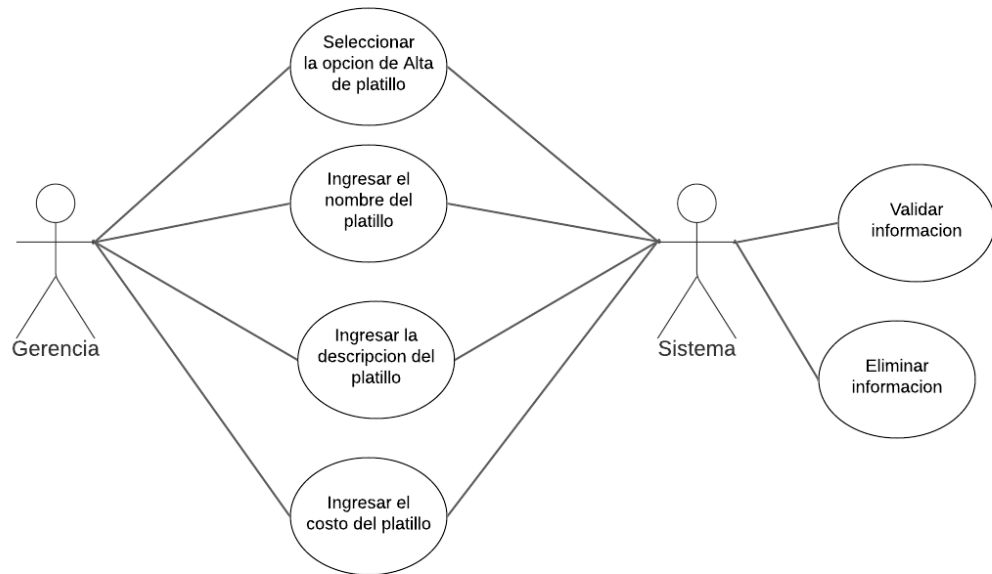 Seleccionar
la opcion de Alta
de platillo
Ingresar el
nombre del
platillo
Validar
informacion
Gerencia
Ingresar la
descripcion del
platillo
Sistema
Eliminar
informacion
Ingresar el
costo del platillo